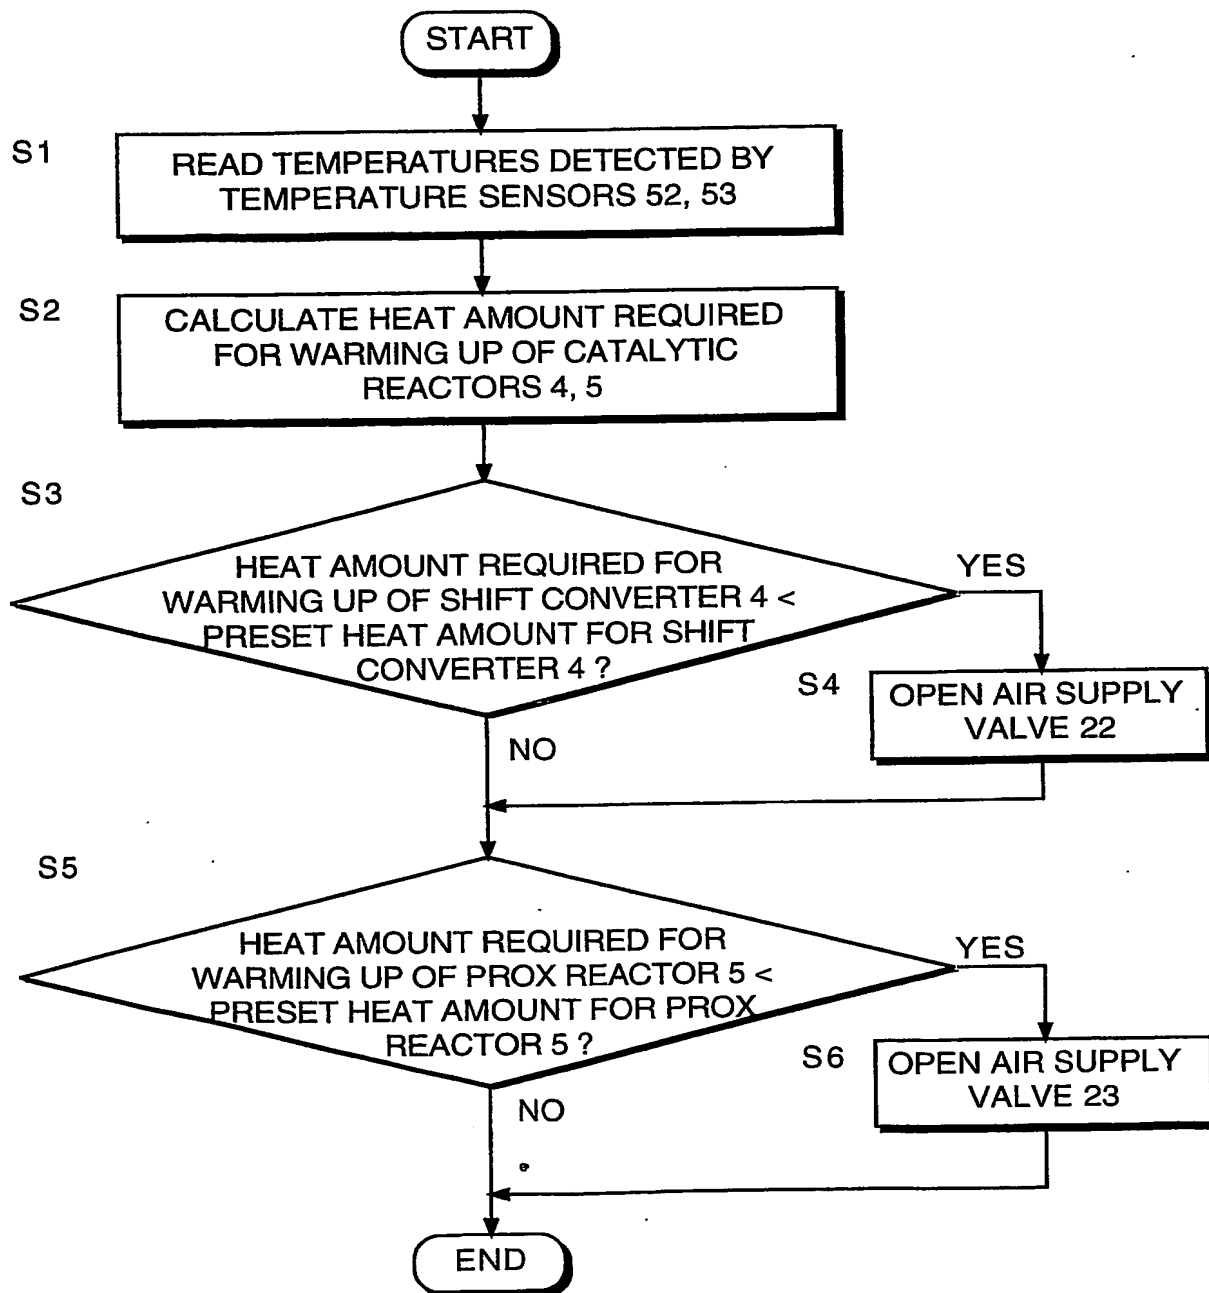 START
S1
READ TEMPERATURES DETECTED BY
TEMPERATURE SENSORS 52, 53
S2
CALCULATE HEAT AMOUNT REQUIRED
FOR WARMING UP OF CATALYTIC
REACTORS 4, 5
S3
HEAT AMOUNT REQUIRED FOR
WARMING UP OF SHIFT CONVERTER 4 <
PRESET HEAT AMOUNT FOR SHIFT
CONVERTER 4 ?
YES
S4
OPEN AIR SUPPLY
VALVE 22
NO
S5
HEAT AMOUNT REQUIRED FOR
WARMING UP OF PROX REACTOR 5 <
PRESET HEAT AMOUNT FOR PROX
REACTOR 5 ?
YES
S6
OPEN AIR SUPPLY
VALVE 23
NO
END